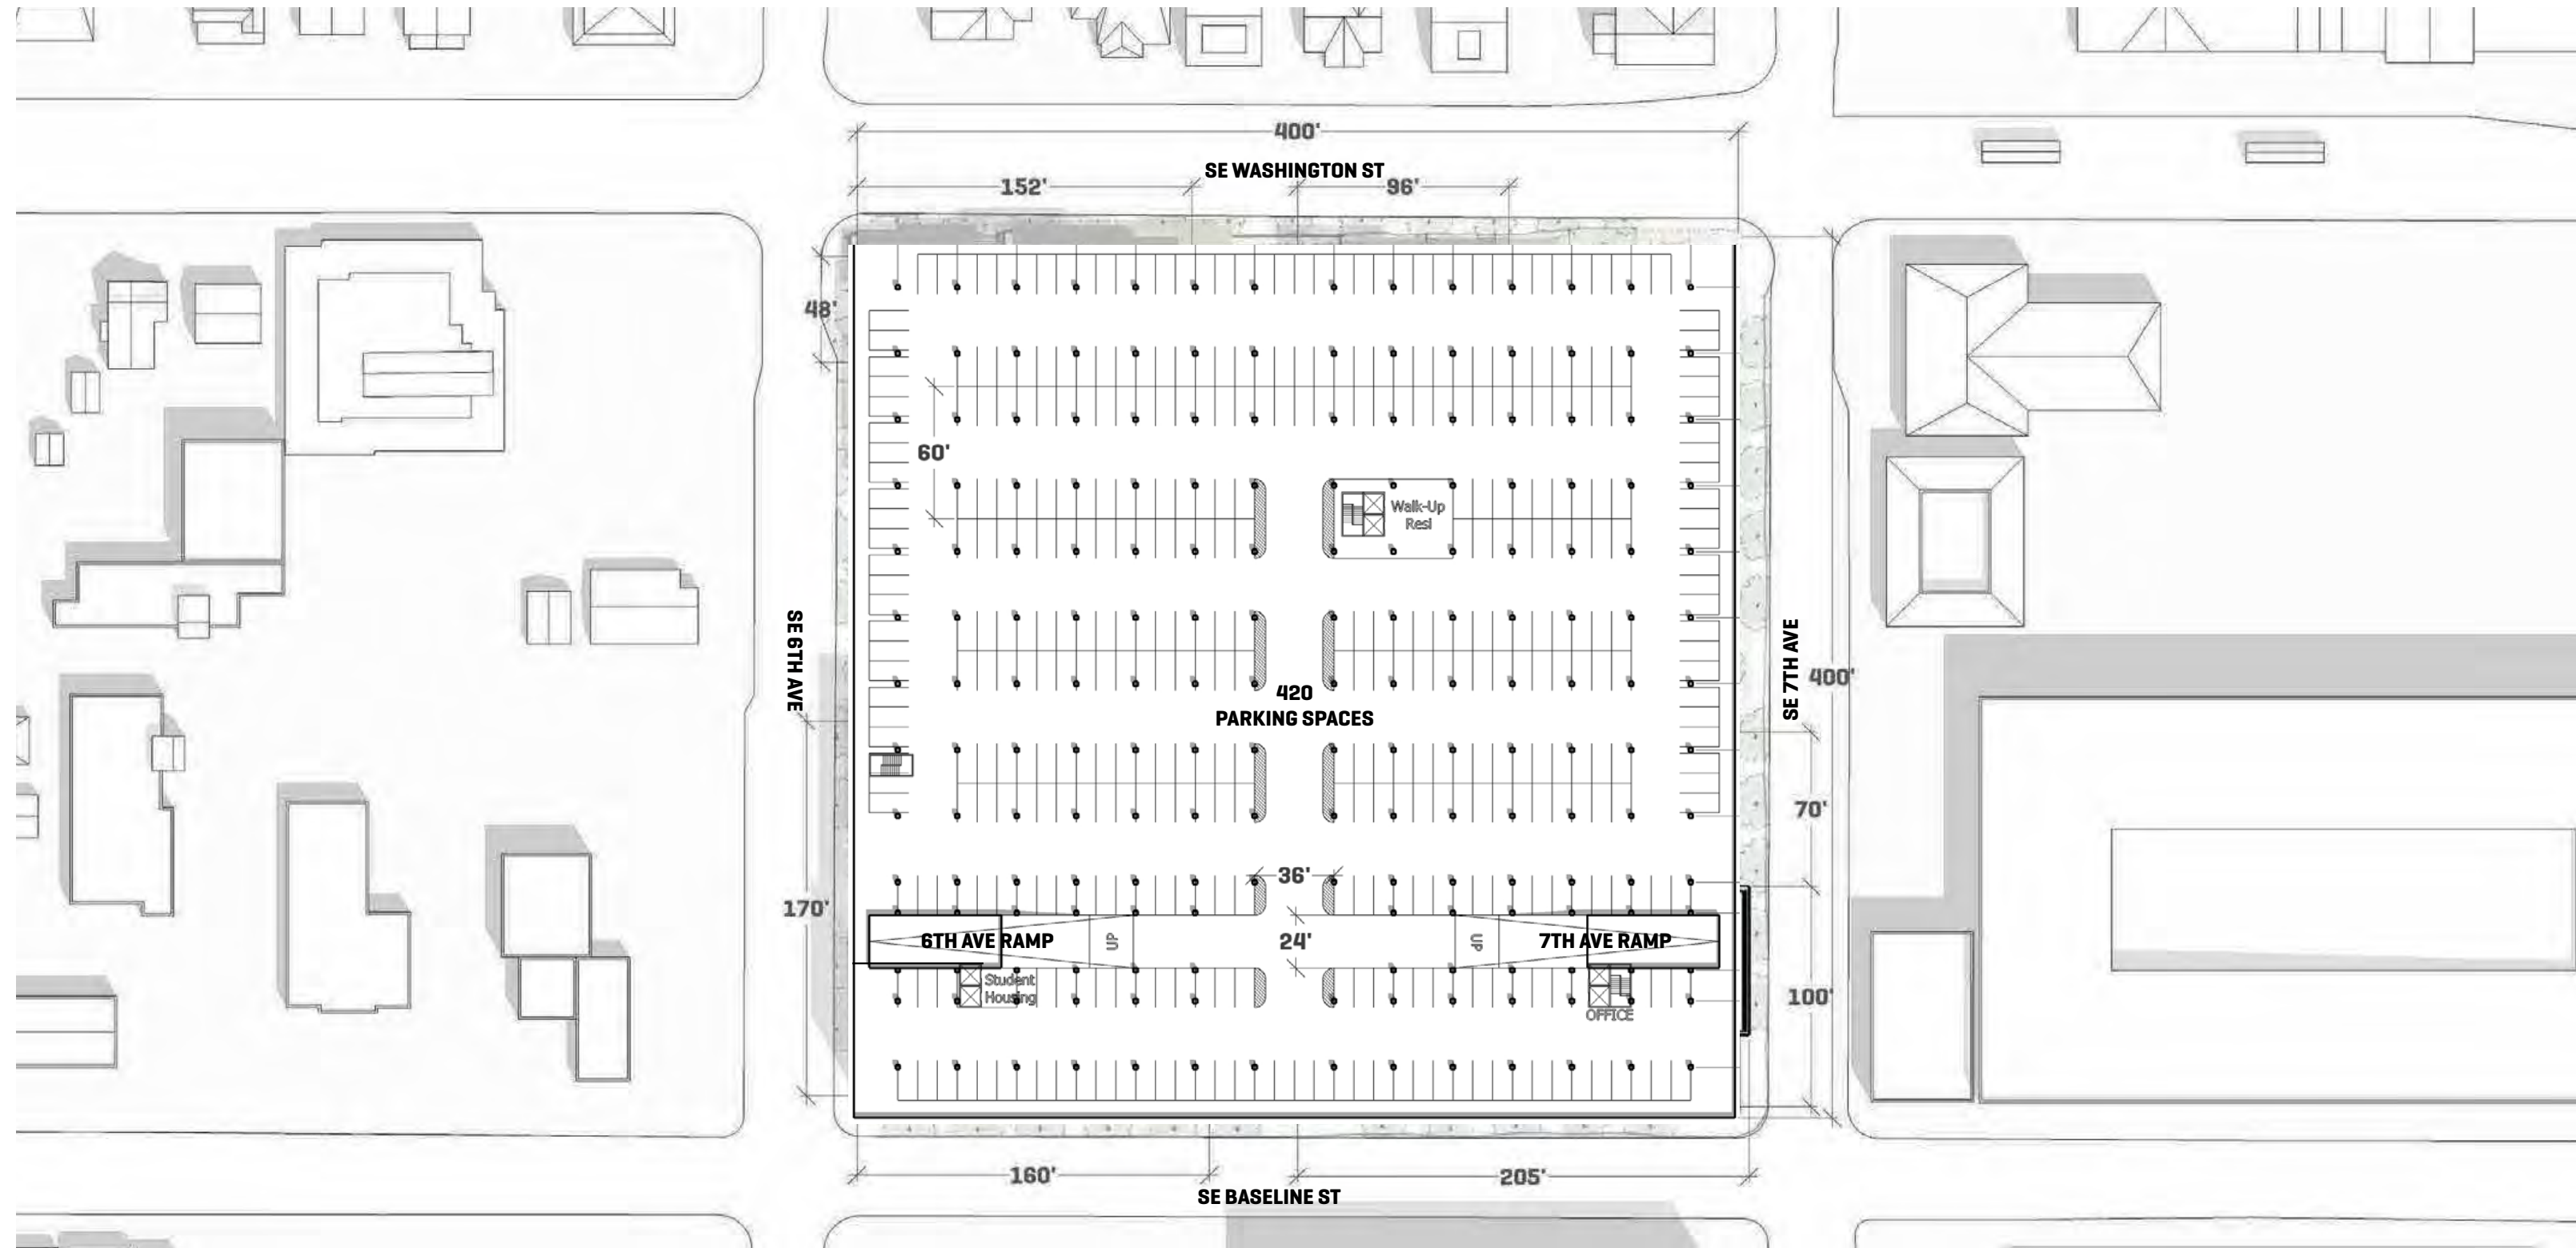 400'
SE WASHINGTON ST
152'
96'
48'
60'
Walk-Up
Resi
SE 6TH AVE
SE 7TH AVE
400'
420
PARKING SPACES
70'
36'
170'
6TH AVE RAMP
UP
24'
UP
7TH AVE RAMP
Student
Housing
OFFICE
100'
160'
205'
SE BASELINE ST